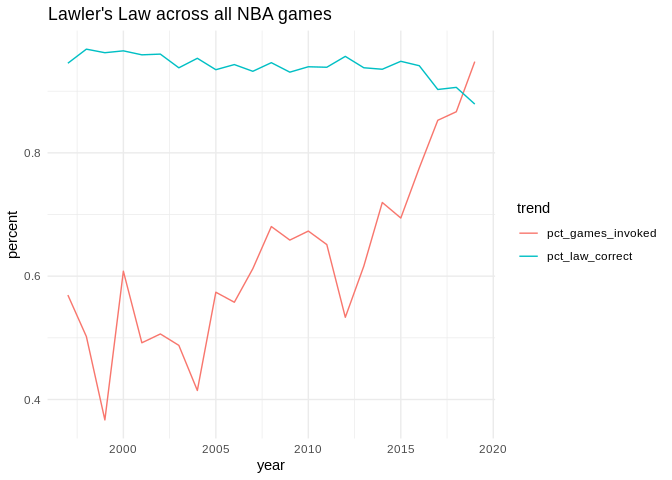 Lawler's Law across all NBA games
percent
0.8
0.6
0.4
2000
2005
2010
2015
2020
year
trend
pct_games_invoked
pct_law_correct